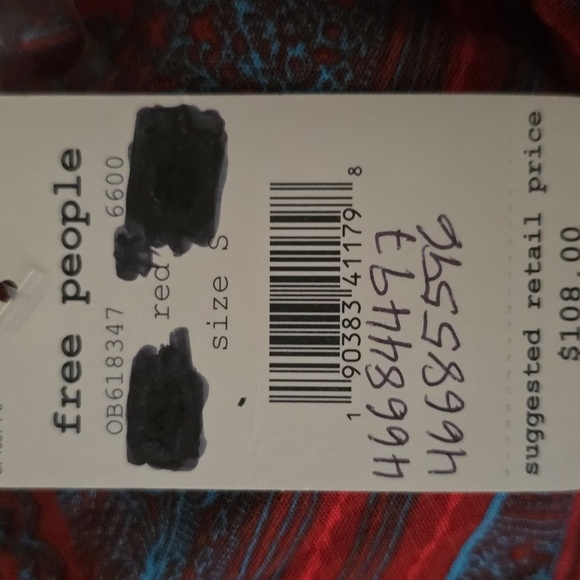 free people
OB618347 6600
red
size S
1 90383 41179 8
suggested retail price
$108.00